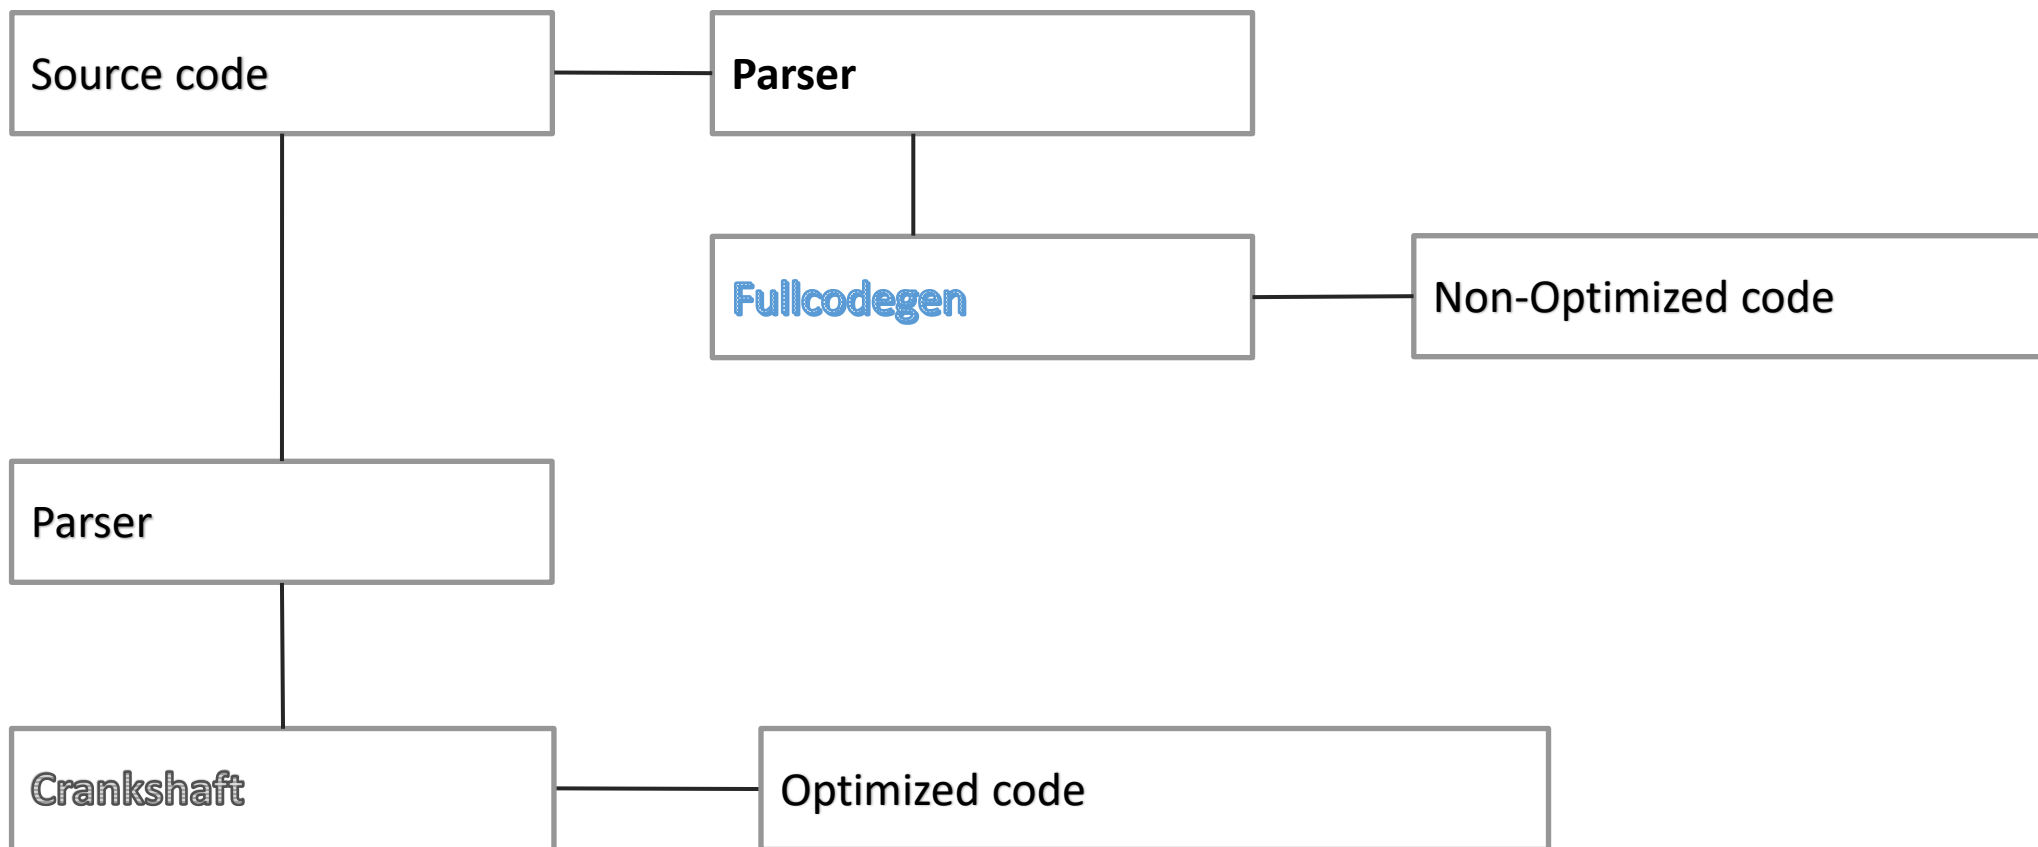 Source code
Parser
Fullcodegen
Non-Optimized code
Parser
Crankshaft
Optimized code